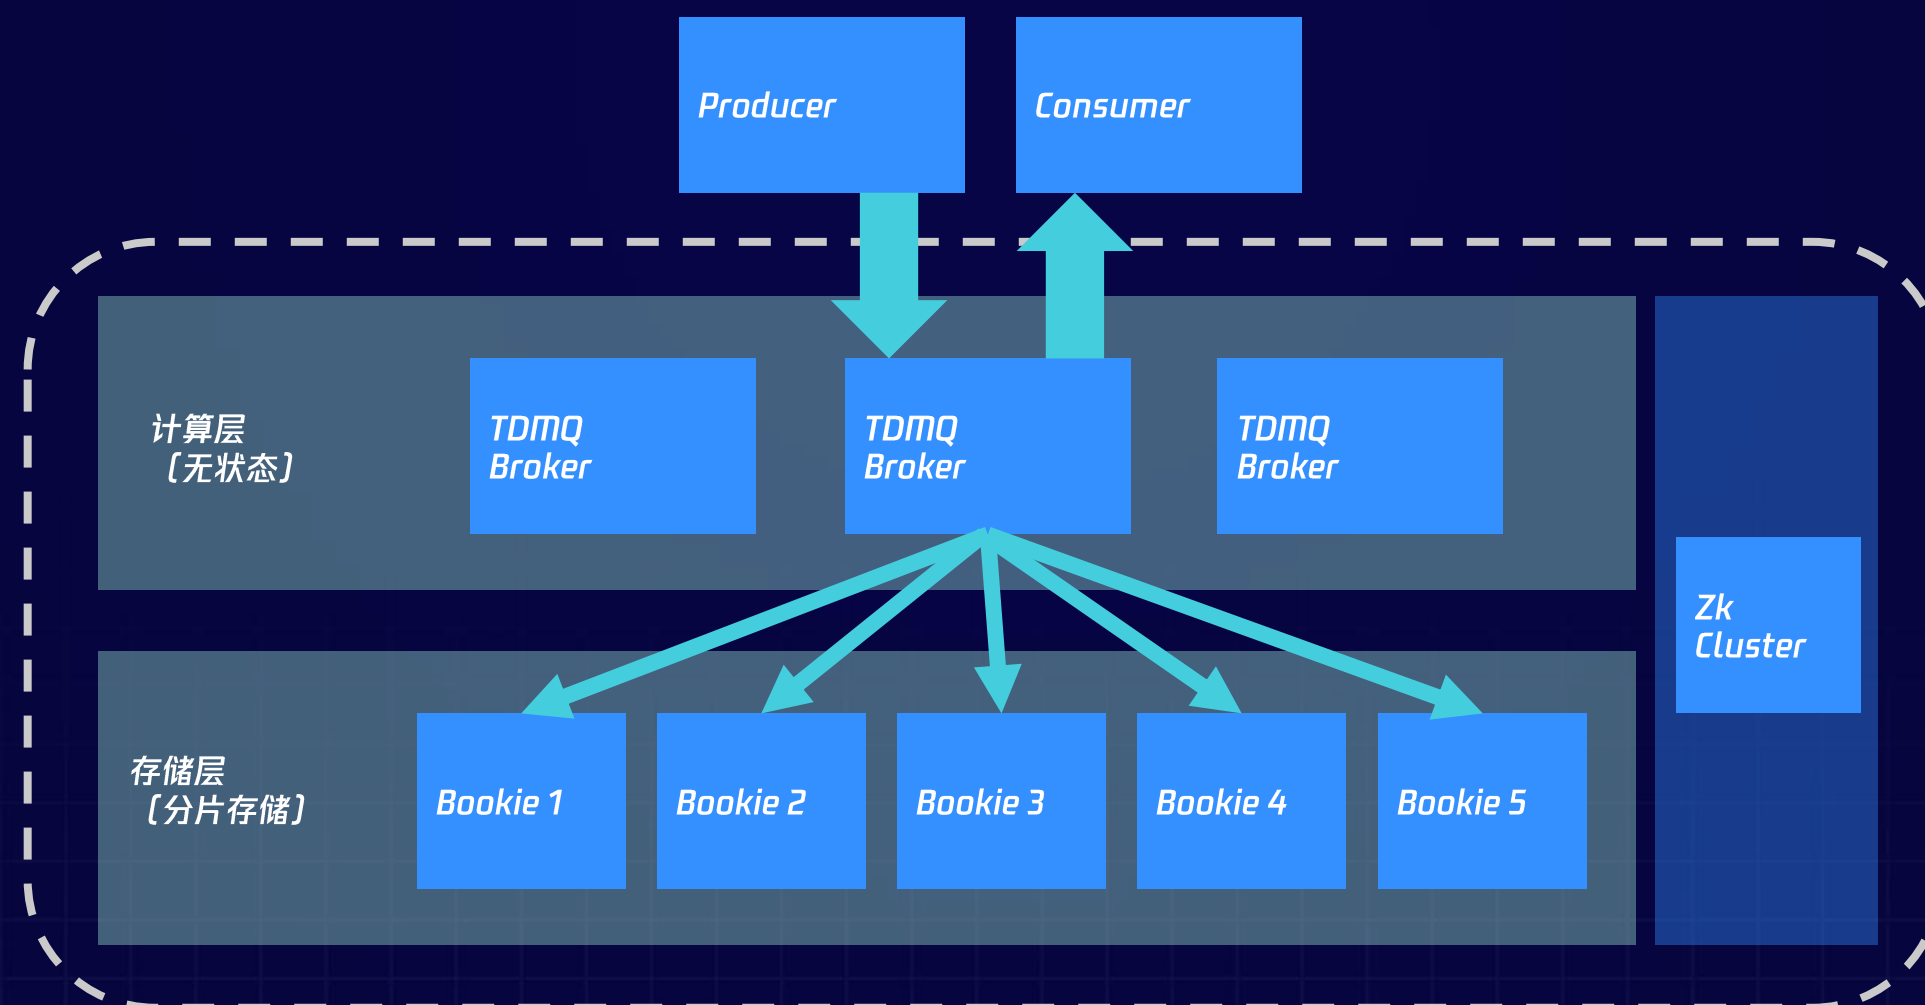 Producer
Consumer
计算层
（无状态）
TDMQ
Broker
TDMQ
Broker
TDMQ
Broker
Zk
Cluster
存储层
（分片存储）
Bookie 1
Bookie 2
Bookie 3
Bookie 4
Bookie 5